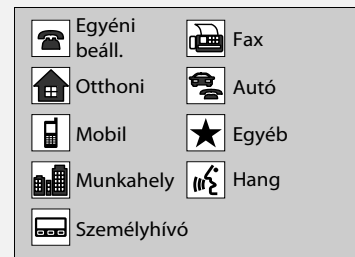 Egyéni
beáll.
Fax
Otthoni
Autó
Mobil
Egyéb
Munkahely
Hang
Személyhívó